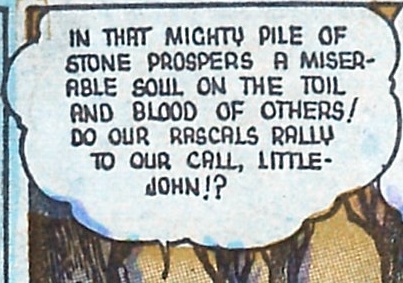 IN THAT MIGHTY PILE OF
STONE PROSPERS A MISER-
ABLE SOUL ON THE TOIL
AND BLOOD OF OTHERS!
DO OUR RASCALS RALLY
TO OUR CALL, LITTLE-
JOHN!?